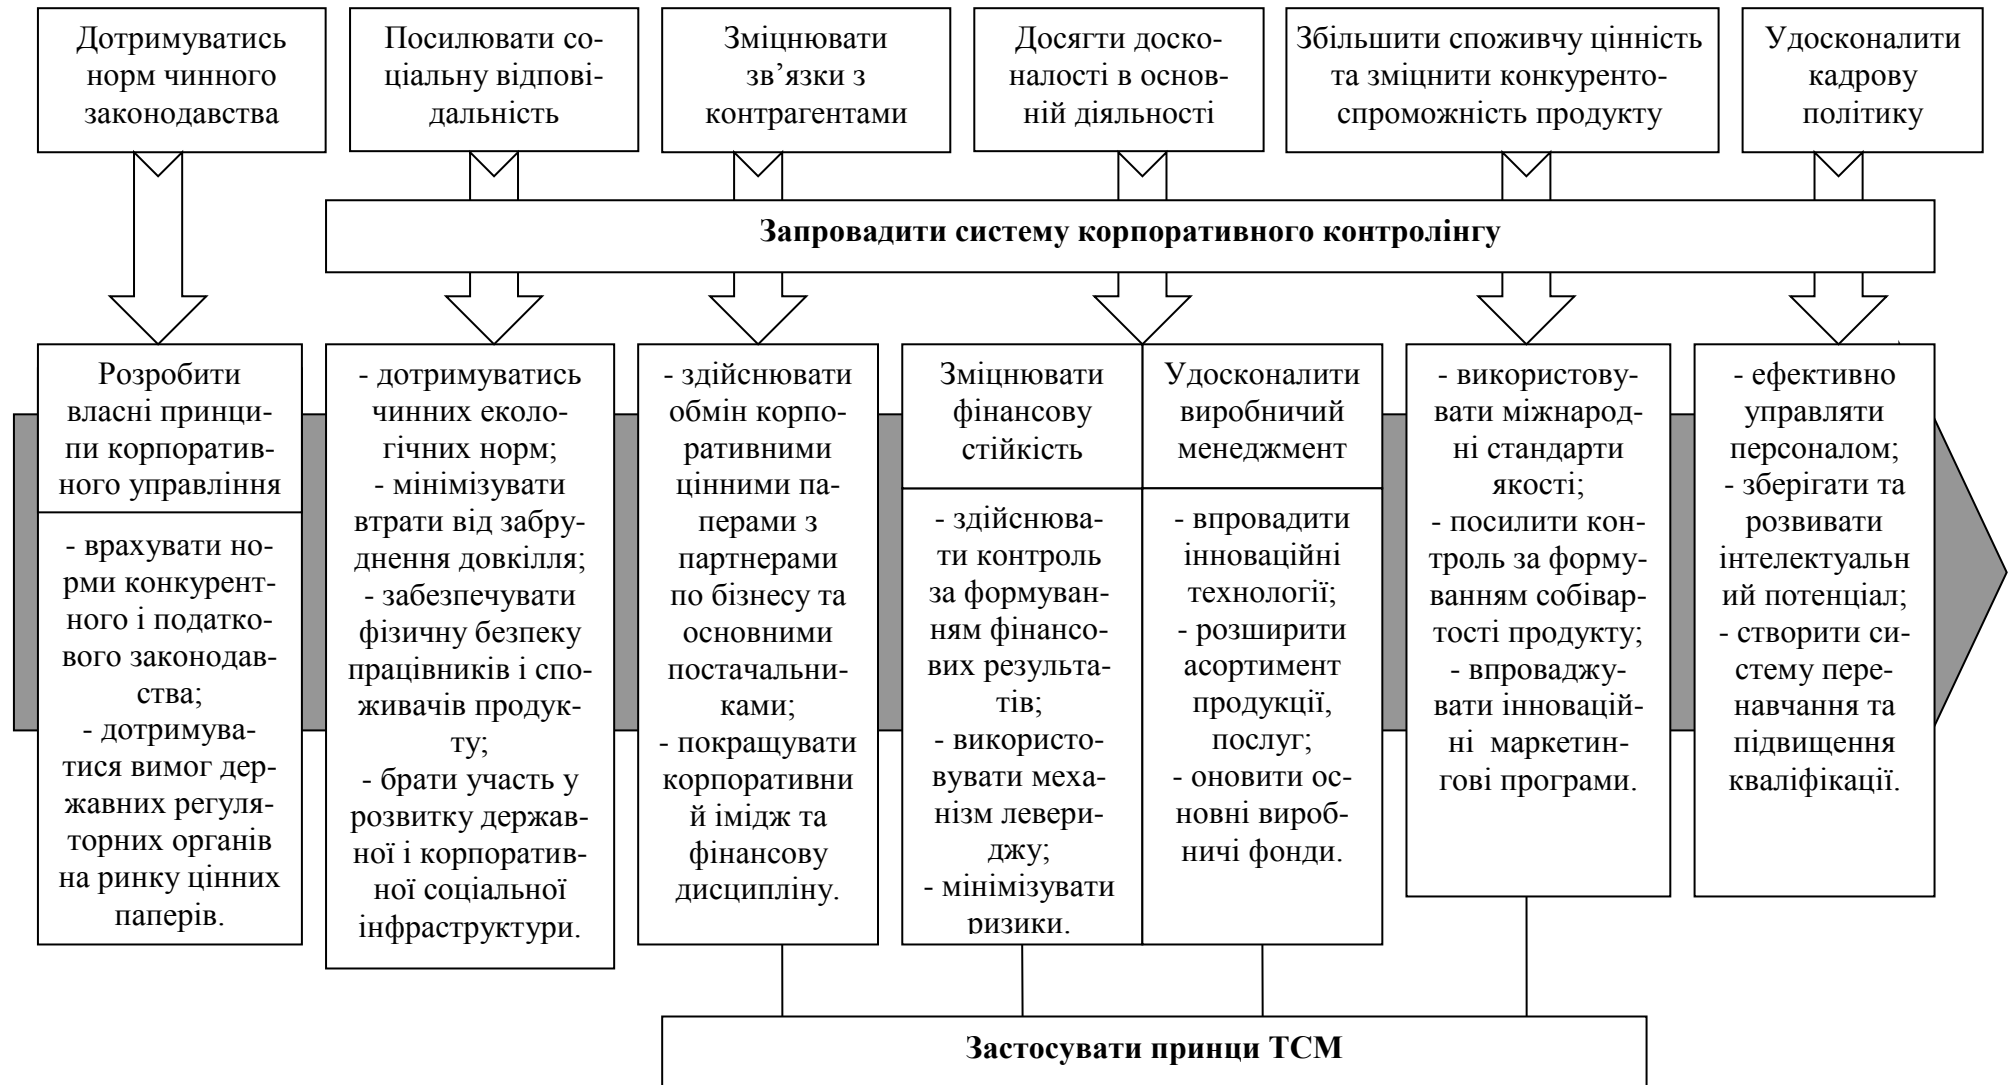 Дотримуватись
норм чинного
законодавства
Посилювати со-
ціальну відпові-
дальність
Зміцнювати
зв’язки з
контрагентами
Досягти доско-
налості в основ-
ній діяльності
Збільшити споживчу цінність
та зміцнити конкуренто-
спроможність продукту
Удосконалити
кадрову
політику
Запровадити систему корпоративного контролінгу
Розробити
власні принци-
пи корпоратив-
ного управління
- врахувати но-
рми конкурент-
ного і податко-
вого законодав-
ства;
- дотримува-
тися вимог дер-
жавних регуля-
торних органів
на ринку цінних
паперів.
- дотримуватись
чинних еколо-
гічних норм;
- мінімізувати
втрати від забру-
днення довкілля;
- забезпечувати
фізичну безпеку
працівників і спо-
живачів продук-
ту;
- брати участь у
розвитку держав-
ної і корпоратив-
ної соціальної
інфраструктури.
- здійснювати
обмін корпо-
ративними
цінними па-
перами з
партнерами
по бізнесу та
основними
постачальни-
ками;
- покращувати
корпоративни
й імідж та
фінансову
дисципліну.
Зміцнювати
фінансову
стійкість
- здійснюва-
ти контроль
за формуван-
ням фінансо-
вих результа-
тів;
- використо-
вувати меха-
нізм левери-
джу;
- мінімізувати
ризики.
Удосконалити
виробничий
менеджмент
- впровадити
інноваційні
технології;
- розширити
асортимент
продукції,
послуг;
- оновити ос-
новні вироб-
ничі фонди.
- використову-
вати міжнарод-
ні стандарти
якості;
- посилити кон-
троль за форму-
ванням собівар-
тості продукту;
- впроваджу-
вати інновацій-
ні маркетин-
гові програми.
- ефективно
управляти
персоналом;
- зберігати та
розвивати
інтелектуальн
ий потенціал;
- створити си-
стему пере-
навчання та
підвищення
кваліфікації.
Застосувати принци ТСМ